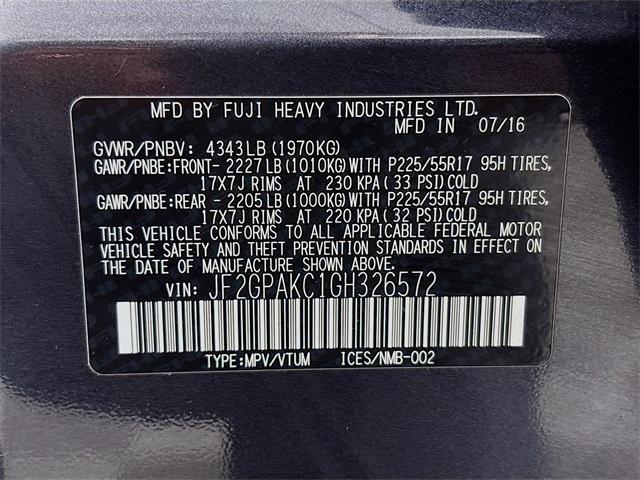 MFD BY FUJI HEAVY INDUSTRIES LTD.
MFD IN 07/16
GVWR/PNBV: 4343LB(1970KG)
GAWR/PNBE:FRONT-2227LB(1010KG)WITH P225/55R17 95H TIRES,
17X7J RIMS AT 230 KPA(33 PSI)COLD
GAWR/PNBE:REAR -2205LB(1000KG)WITH P225/55R17 95H TIRES,
17X7J RIMS AT 220 KPA(32 PSI)COLD
THIS VEHICLE CONFORMS TO ALL APPLICABLE FEDERAL MOTOR
VEHICLE SAFETY AND THEFT PREVENTION STANDARDS IN EFFECT ON
THE DATE OF MANUFACTURE SHOWN ABOVE.
VIN: JF2GPAKC1GH326572
TYPE:MPV/VTUM ICES/NMB-002